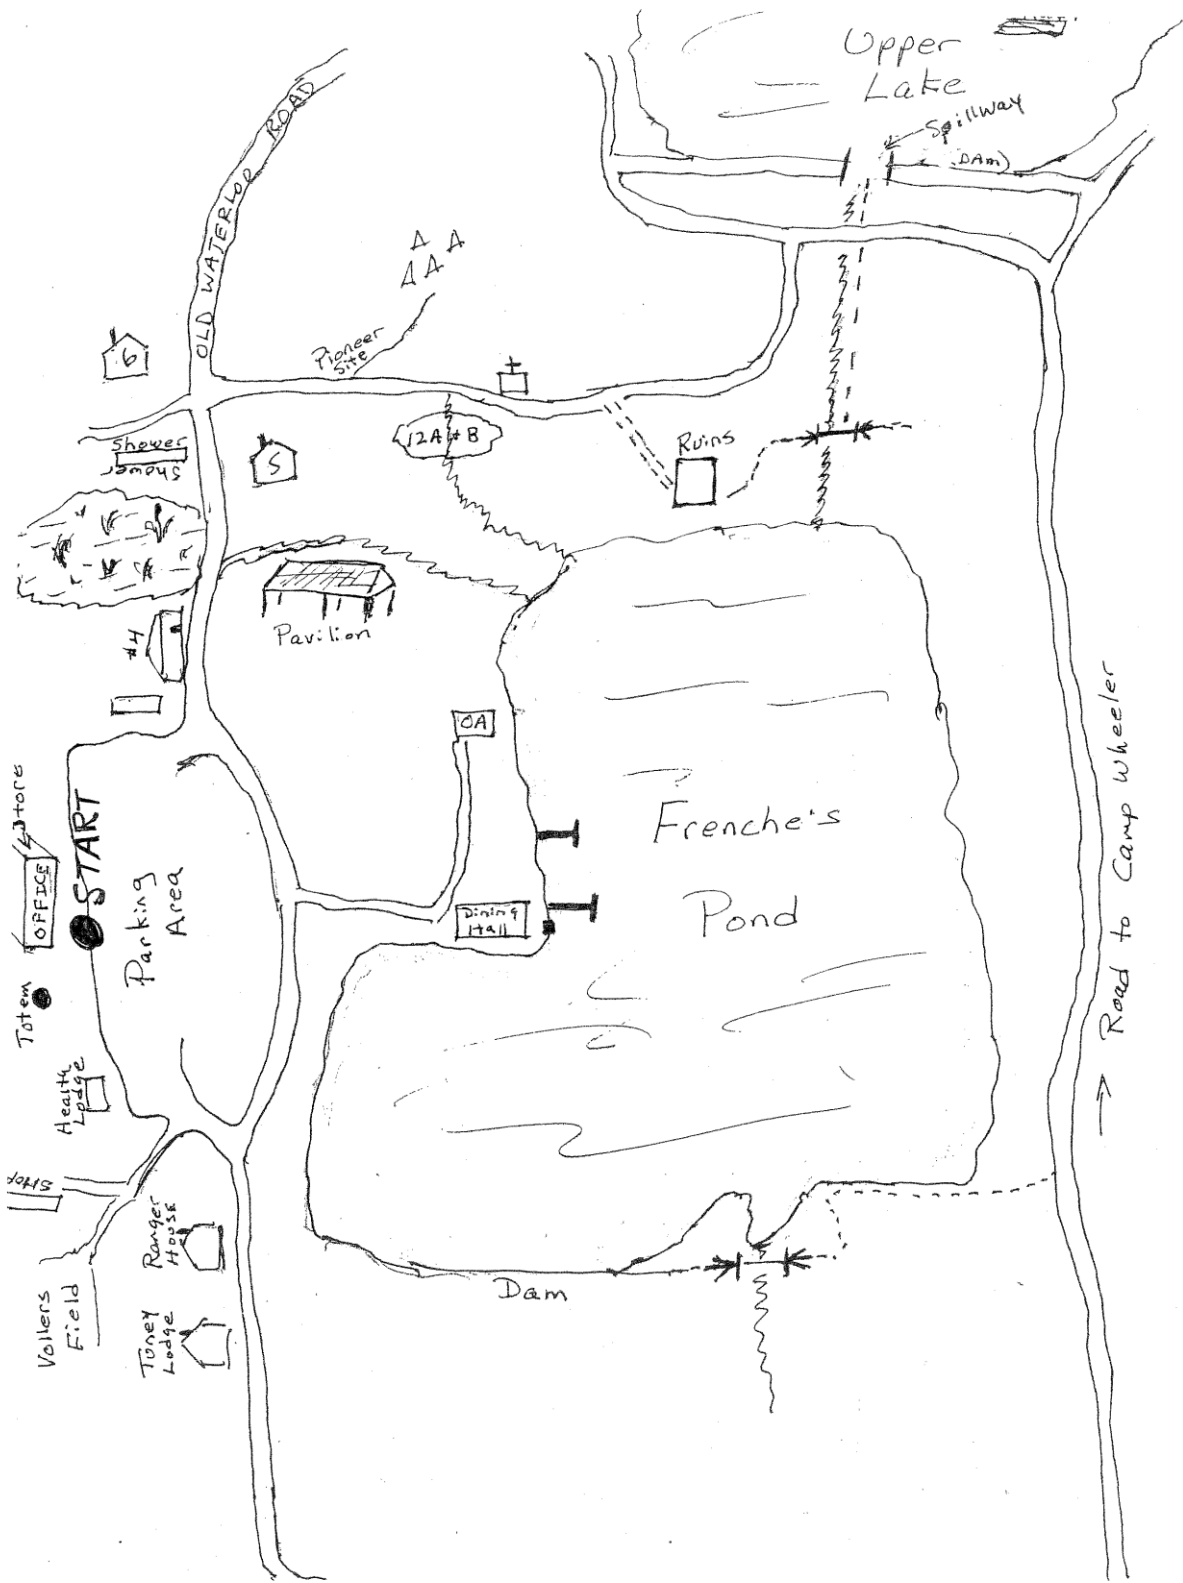 Upper
Lake
Spillway
(DAM)
OLD WATERLOO ROAD
6
Pioneer
Site
Shower
Shower
5
12A + B
Ruins
Pavilion
#4
OA
Store
OFFICE
START
Parking
Area
Dining
Hall
Frenche's
Pond
Road to Camp Wheeler
Totem
Health
Lodge
Ranger
House
Vollers
Field
Toney
Lodge
Dam